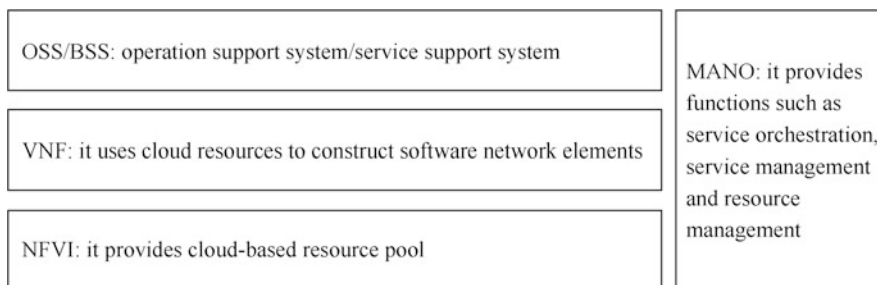 OSS/BSS: operation support system/service support system
VNF: it uses cloud resources to construct software network elements
NFVI: it provides cloud-based resource pool
MANO: it provides
functions such as
service orchestration,
service management
and resource
management